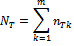 N_T = \sum_{k=1}^{m} n_{Tk}